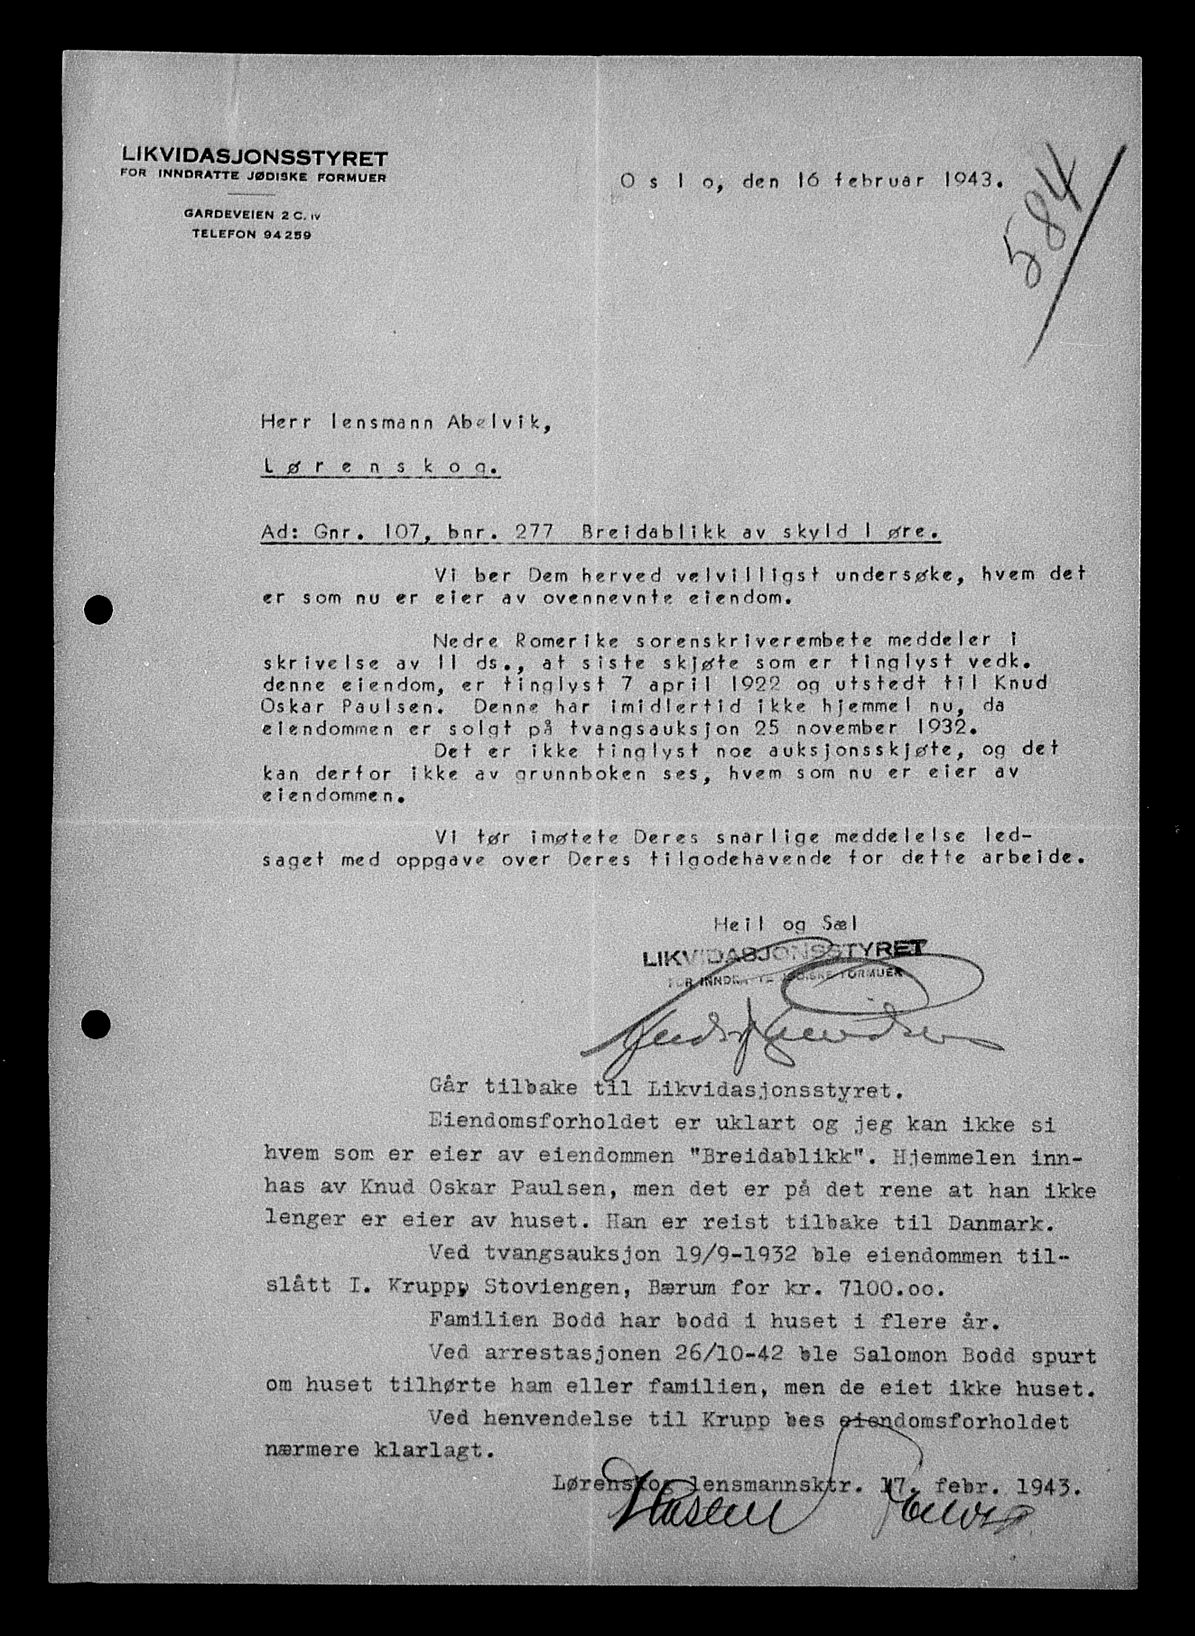 LIKVIDASJONSSTYRET
FOR INNDRATTE JØDISKE FORMUER
GARDEVEIEN 2 C. IV
TELEFON 94259
O s l o, den 16 februar 1943.
584
Herr lensmann Abelvik,
L ø r e n s k o g.
Ad: Gnr. 107, bnr. 277 Breidablikk av skyld 1 øre.
Vi ber Dem herved velvilligst undersøke, hvem det
er som nu er eier av ovennevnte eiendom.
Nedre Romerike sorenskriverembete meddeler i
skrivelse av 11 ds., at siste skjøte som er tinglyst vedk.
denne eiendom, er tinglyst 7 april 1922 og utstedt til Knud
Oskar Paulsen. Denne har imidlertid ikke hjemmel nu, da
eiendommen er solgt på tvangsauksjon 25 november 1932.
Det er ikke tinglyst noe auksjonsskjøte, og det
kan derfor ikke av grunnboken ses, hvem som nu er eier av
eiendommen.
Vi tør imøtete Deres snarlige meddelelse led-
saget med oppgave over Deres tilgodehavende for dette arbeide.
Heil og Sæl
LIKVIDASJONSSTYRET
FOR INNDRATTE JØDISKE FORMUER
Går tilbake til Likvidasjonsstyret.
Eiendomsforholdet er uklart og jeg kan ikke si
hvem som er eier av eiendommen "Breidablikk". Hjemmelen inn-
has av Knud Oskar Paulsen, men det er på det rene at han ikke
lenger er eier av huset. Han er reist tilbake til Danmark.
Ved tvangsauksjon 19/9-1932 ble eiendommen til-
slått I. Krupp, Stoviengen, Bærum for kr. 7100.oo.
Familien Bodd har bodd i huset i flere år.
Ved arrestasjonen 26/10-42 ble Salomon Bodd spurt
om huset tilhørte ham eller familien, men de eiet ikke huset.
Ved henvendelse til Krupp bes eiendomsforholdet
nærmere klarlagt.
Lørenskog lensmannsktr. 17. febr. 1943.